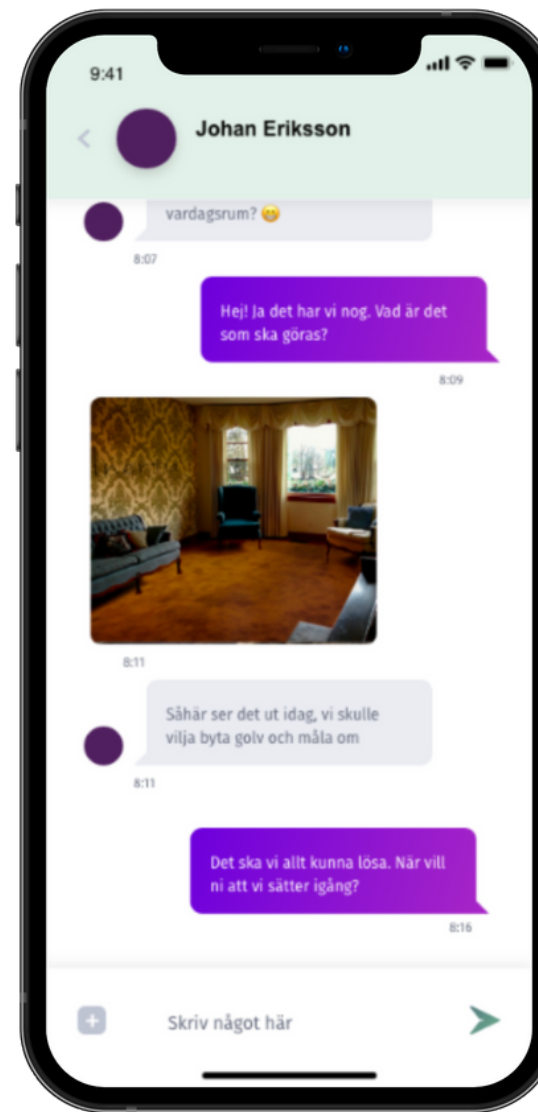 9:41
Johan Eriksson
vardagsrum? 😁
8:07
Hej! Ja det har vi nog. Vad är det
som ska göras?
8:09
8:11
Såhär ser det ut idag, vi skulle
vilja byta golv och måla om
8:11
Det ska vi allt kunna lösa. När vill
ni att vi sätter igång?
8:16
Skriv något här